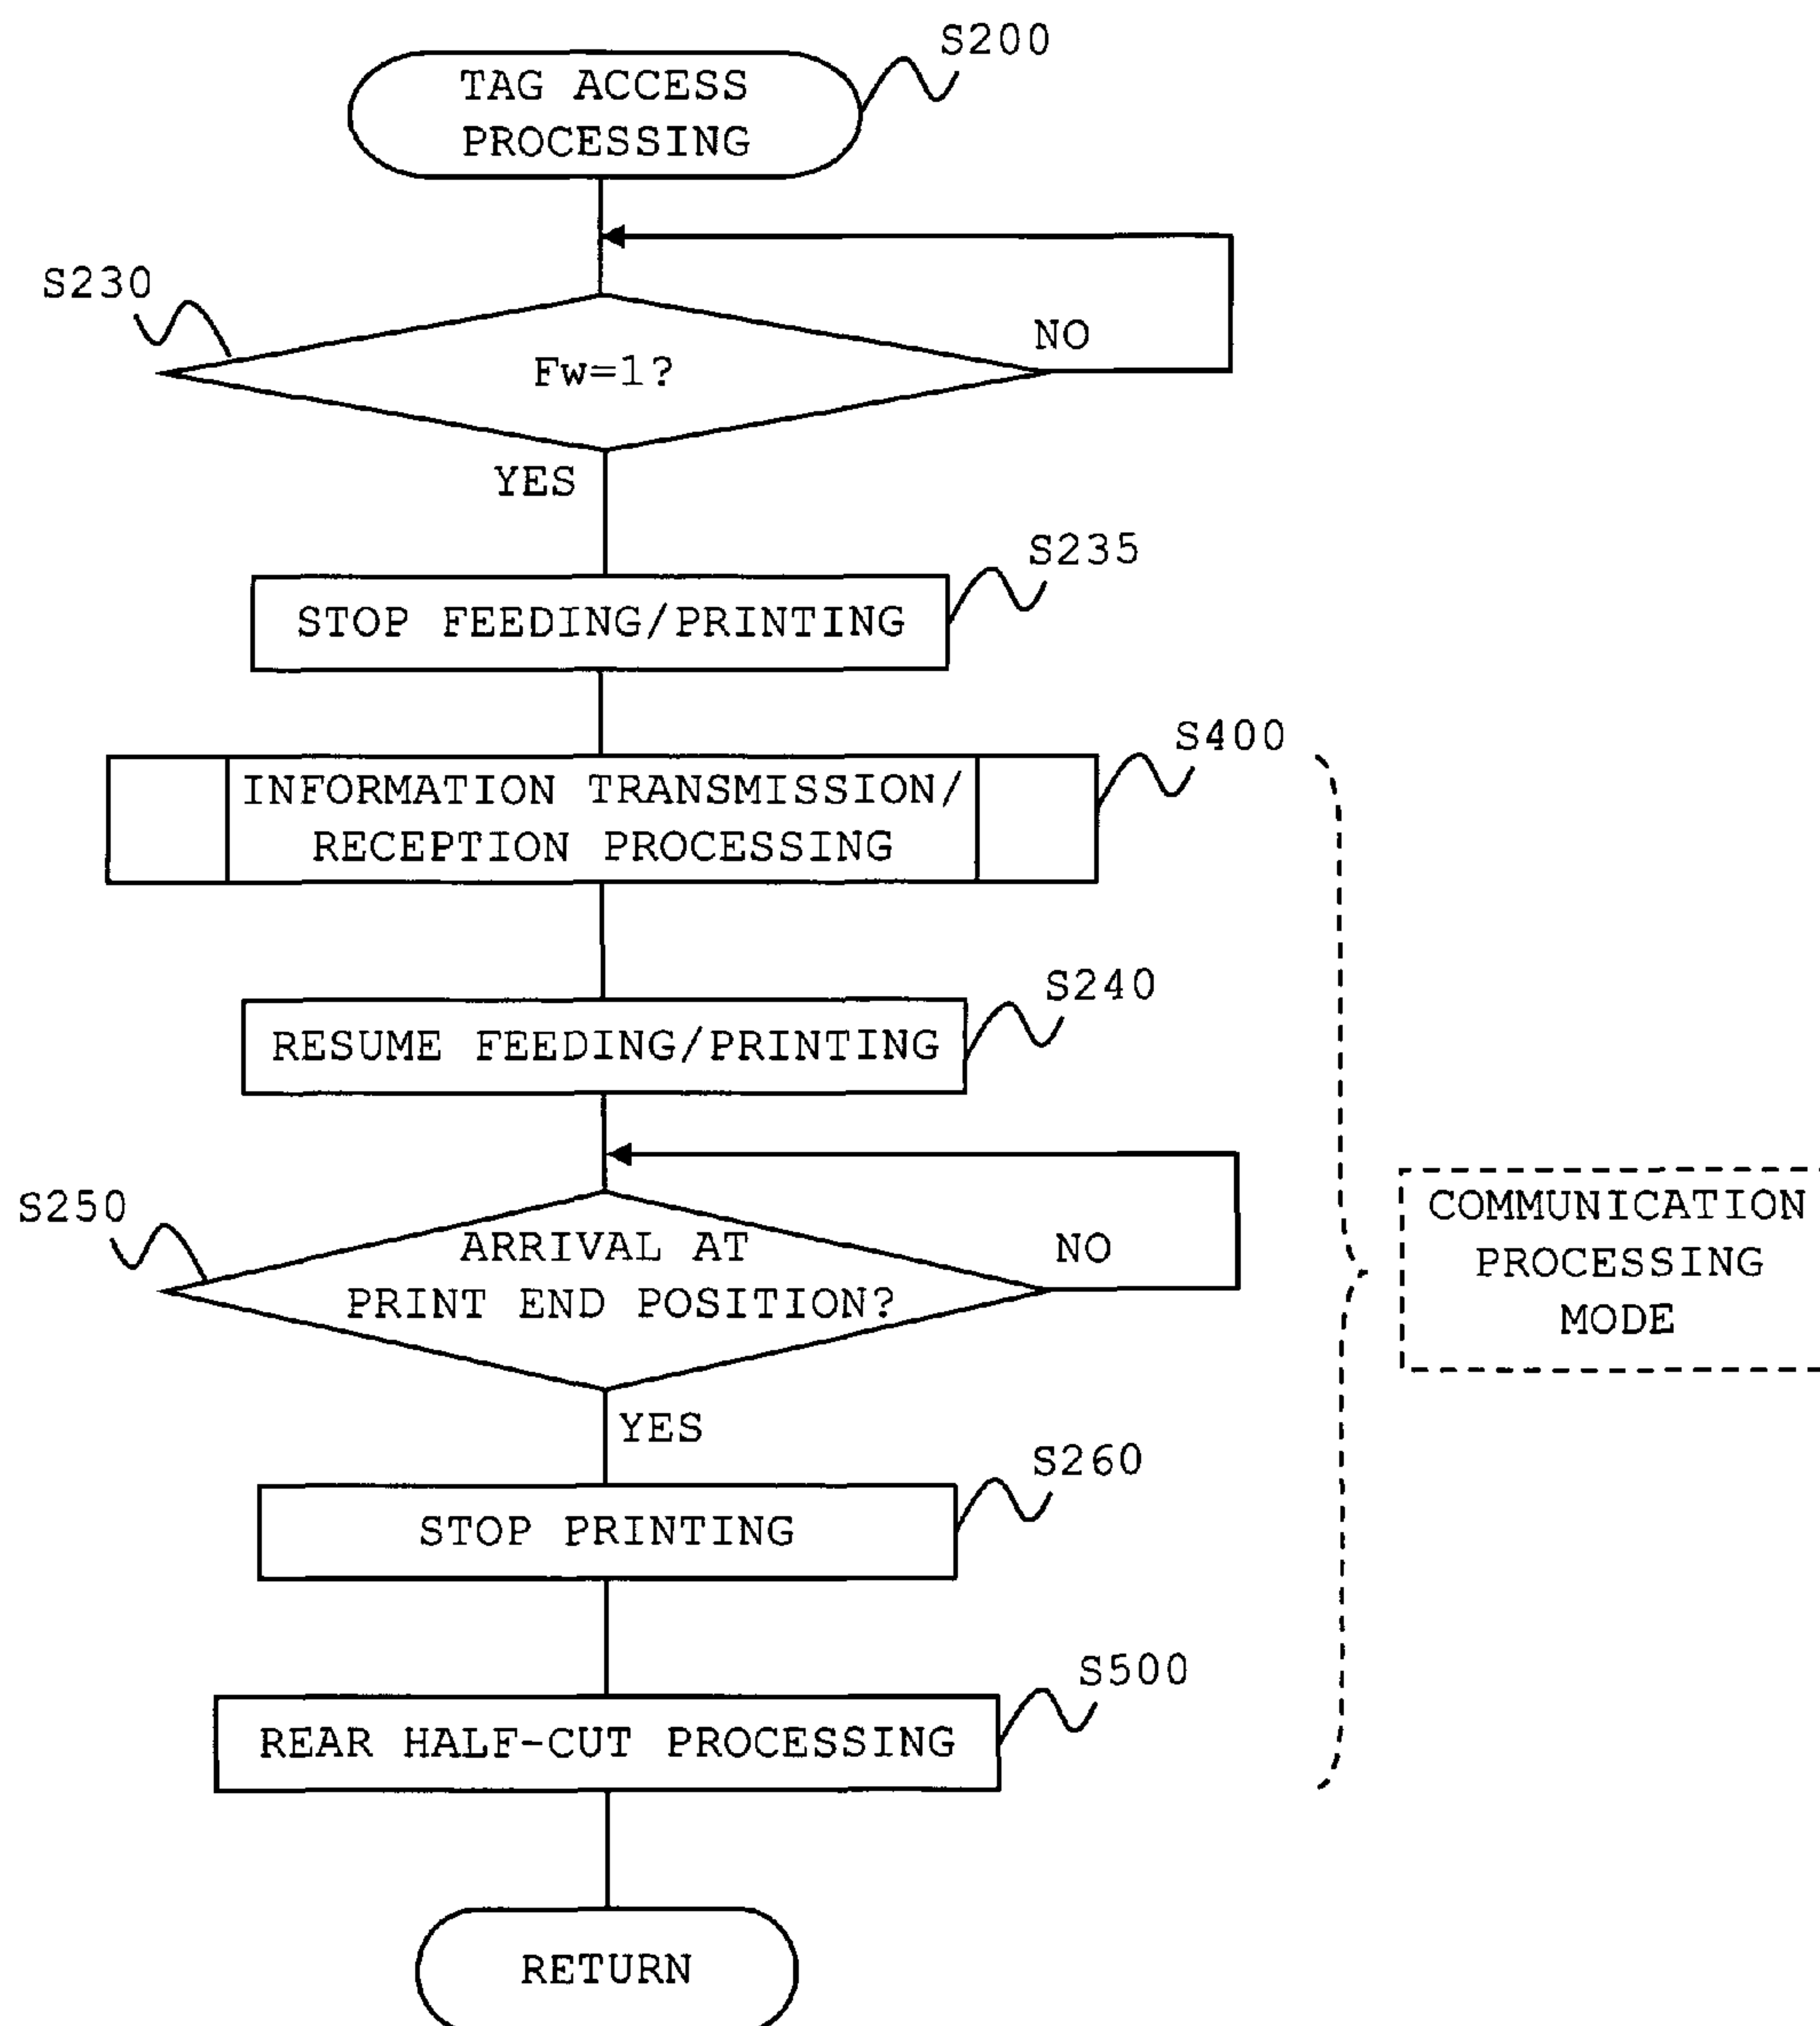 S200
TAG ACCESS
PROCESSING
S230
NO
Fw=1?
YES
S235
STOP FEEDING/PRINTING
S400
INFORMATION TRANSMISSION/
RECEPTION PROCESSING
S240
RESUME FEEDING/PRINTING
S250
ARRIVAL AT
PRINT END POSITION?
NO
COMMUNICATION
PROCESSING
MODE
YES
S260
STOP PRINTING
S500
REAR HALF-CUT PROCESSING
RETURN